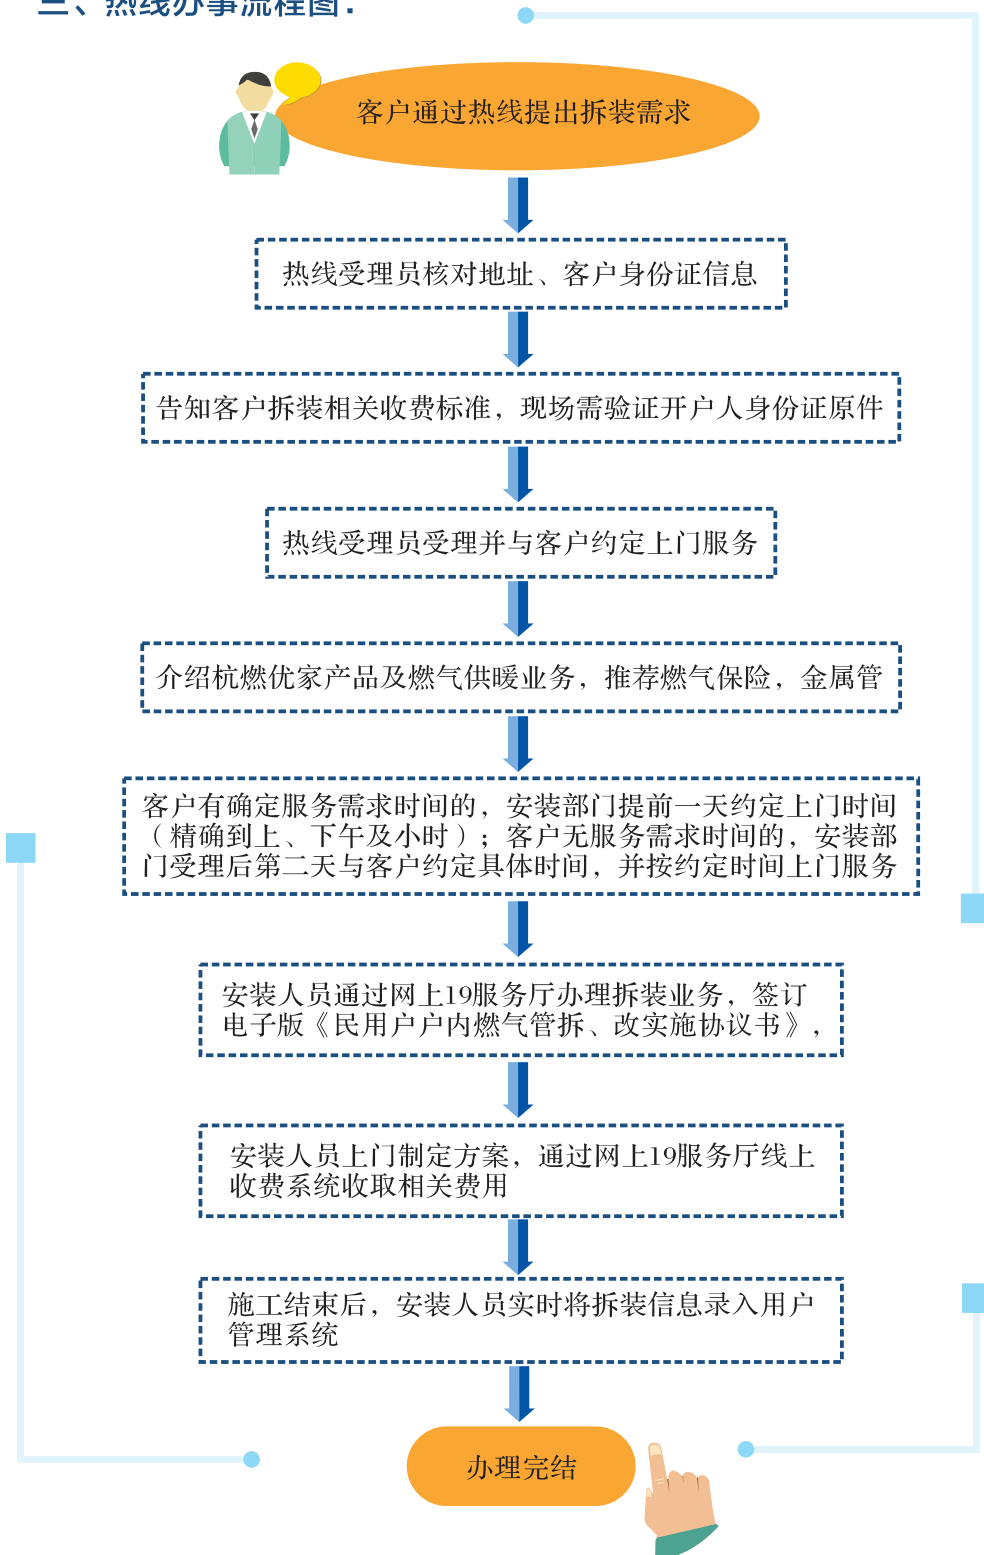 三、热线办事流程图：
客户通过热线提出拆装需求
热线受理员核对地址、客户身份证信息
告知客户拆装相关收费标准，现场需验证开户人身份证原件
热线受理员受理并与客户约定上门服务
介绍杭燃优家产品及燃气供暖业务，推荐燃气保险，金属管
客户有确定服务需求时间的，安装部门提前一天约定上门时间
（精确到上、下午及小时）；客户无服务需求时间的，安装部
门受理后第二天与客户约定具体时间，并按约定时间上门服务
安装人员通过网上19服务厅办理拆装业务，签订
电子版《民用户户内燃气管拆、改实施协议书》，
安装人员上门制定方案，通过网上19服务厅线上
收费系统收取相关费用
施工结束后，安装人员实时将拆装信息录入用户
管理系统
办理完结